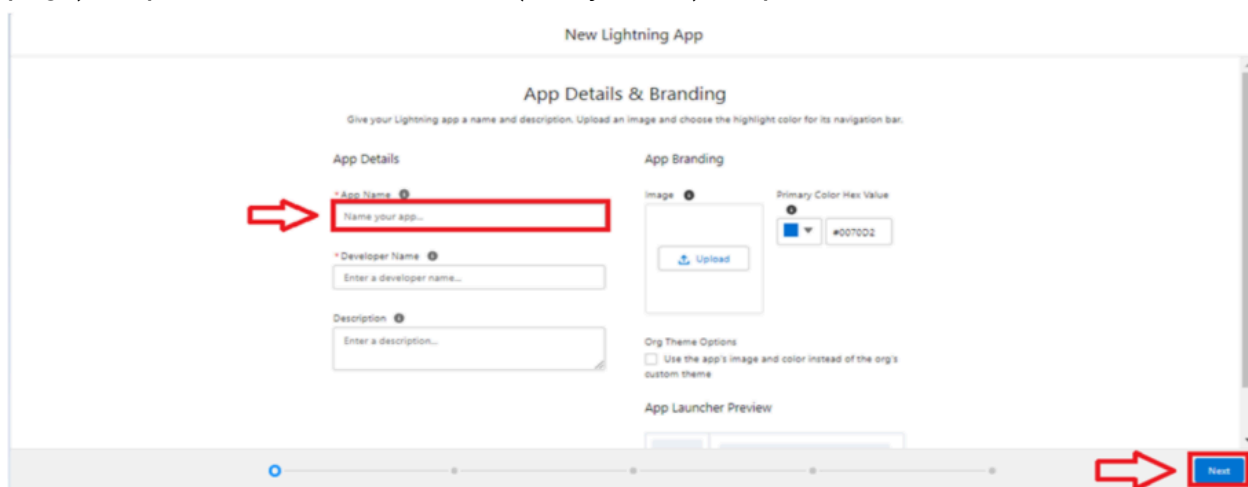 New Lightning App
App Details & Branding
Give your Lightning app a name and description. Upload an image and choose the highlight color for its navigation bar.
App Details
* App Name
Name your app...
* Developer Name
Enter a developer name...
Description
Enter a description...
App Branding
Image
Upload
Primary Color Hex Value
#0070D2
Org Theme Options
Use the app's image and color instead of the org's
custom theme
App Launcher Preview
Next